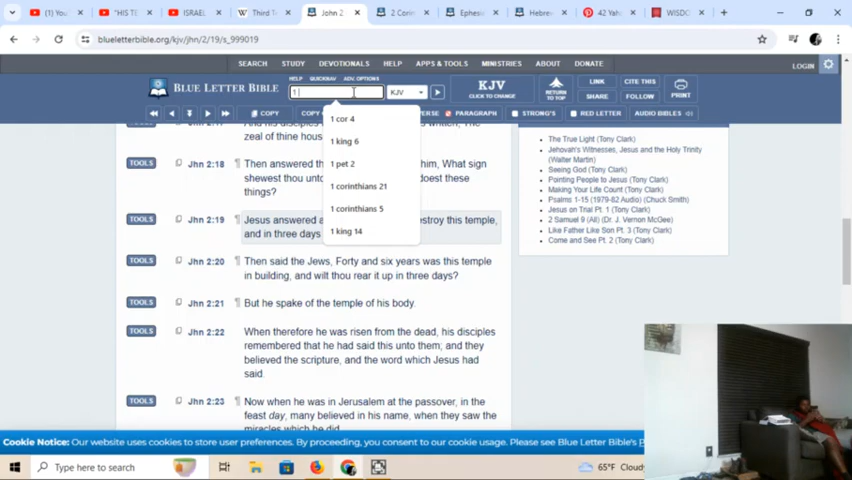 (1) You
"HIS TE
ISRAEL
Third T
John 2
2 Corin
Ephesi
Hebrew
42 Yah
WISDO
blueletterbible.org/kjv/jhn/2/19/s_999019
SEARCH STUDY DEVOTIONALS HELP APPS & TOOLS MINISTRIES ABOUT DONATE
LOGIN
BLUE LETTER BIBLE
HELP QUICKNAV ADV. OPTIONS
1
KJV
KJV
CLICK TO CHANGE
RETURN TO TOP
LINK
SHARE
CITE THIS
FOLLOW
PRINT
COPY
COPY
VERSE
PARAGRAPH
STRONG'S
RED LETTER
AUDIO BIBLES
1 cor 4
1 king 6
1 pet 2
1 corinthians 21
1 corinthians 5
1 king 14
zeal of thine hous
TOOLS Jhn 2:18 Then answered th him, What sign
shewest thou unto doest these
things?
TOOLS Jhn 2:19 Jesus answered a estroy this temple,
and in three days
TOOLS Jhn 2:20 Then said the Jews, Forty and six years was this temple
in building, and wilt thou rear it up in three days?
TOOLS Jhn 2:21 But he spake of the temple of his body.
TOOLS Jhn 2:22 When therefore he was risen from the dead, his disciples
remembered that he had said this unto them; and they
believed the scripture, and the word which Jesus had
said.
TOOLS Jhn 2:23 Now when he was in Jerusalem at the passover, in the
feast day, many believed in his name, when they saw the
miracles which he did.
The True Light (Tony Clark)
Jehovah's Witnesses, Jesus and the Holy Trinity
(Walter Martin)
Seeing God (Tony Clark)
Pointing People to Jesus (Tony Clark)
Making Your Life Count (Tony Clark)
Psalms 1-15 (1979-82 Audio) (Chuck Smith)
Jesus on Trial Pt. 1 (Tony Clark)
2 Samuel 9 (Alt) (Dr. J. Vernon McGee)
Like Father Like Son Pt. 3 (Tony Clark)
Come and See Pt. 2 (Tony Clark)
Cookie Notice: Our website uses cookies to store user preferences. By proceeding, you consent to our cookie usage. Please see Blue Letter Bible's P
Type here to search
65°F Cloudy